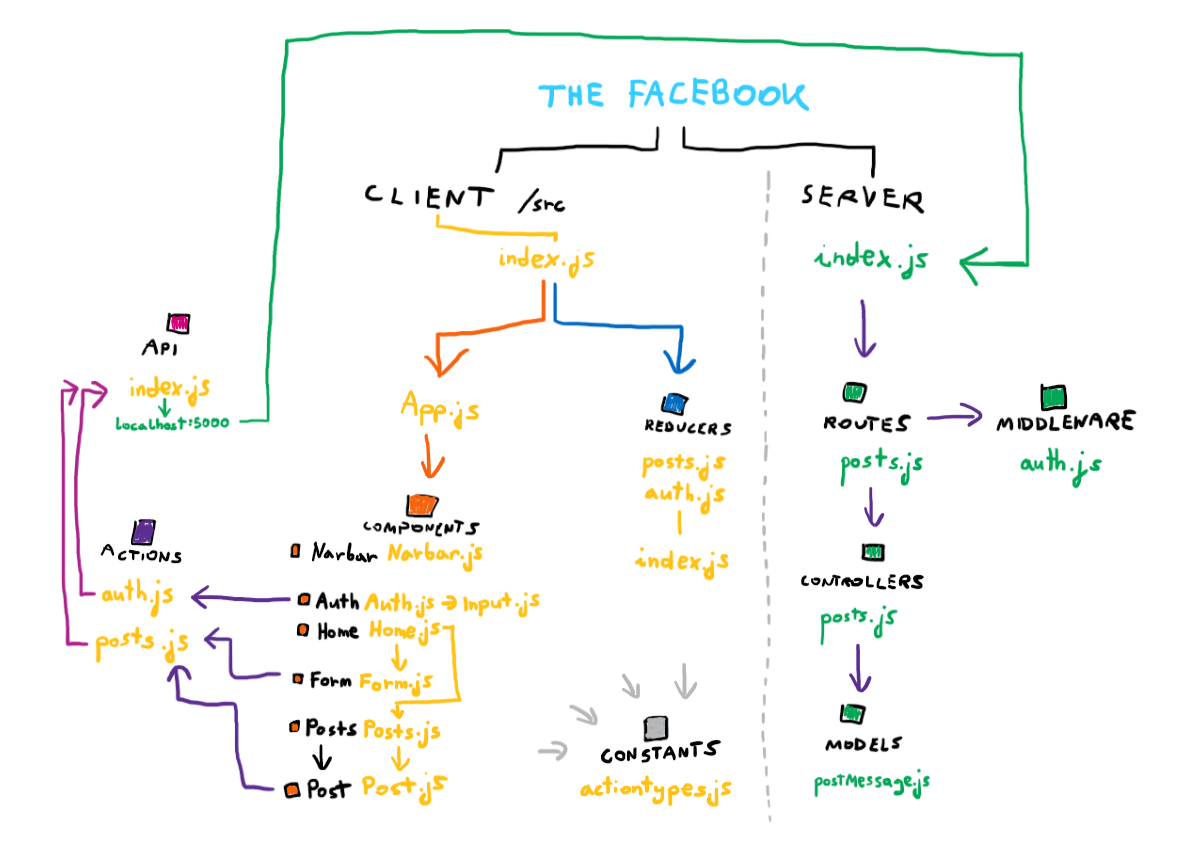 THE FACEBOOK
CLIENT /src
SERVER
index.js
index.js
API
index.js
localhost:5000
App.js
REDUCERS
posts.js
auth.js
index.js
ROUTES
posts.js
MIDDLEWARE
auth.js
COMPONENTS
Narbar Narbar.js
Auth Auth.js → Input.js
Home Home.js
Form Form.js
Posts Posts.js
Post Post.js
ACTIONS
auth.js
posts.js
CONSTANTS
actiontypes.js
CONTROLLERS
posts.js
MODELS
postMessage.js